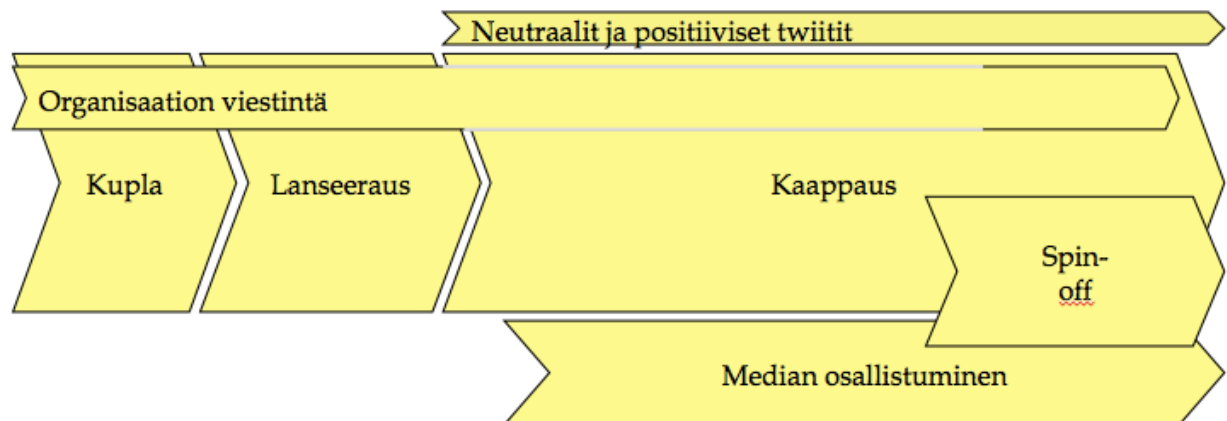 Neutraalit ja positiiviset twiitit
Organisaation viestintä
Kupla
Lanseeraus
Kaappaus
Spin-
off
Median osallistuminen